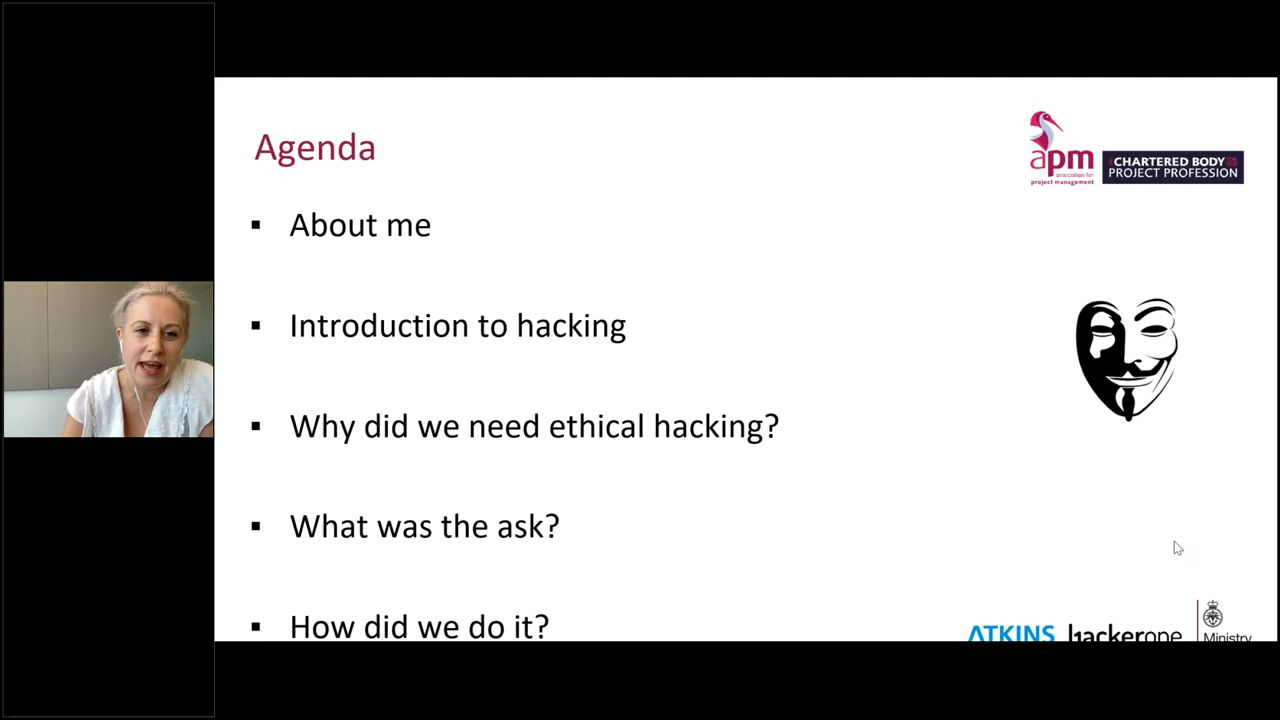 Agenda
apm
association for
project management
CHARTERED BODY
PROJECT PROFESSION
▪ About me
▪ Introduction to hacking
▪ Why did we need ethical hacking?
▪ What was the ask?
▪ How did we do it?
ATKINS
hackerone
Ministry